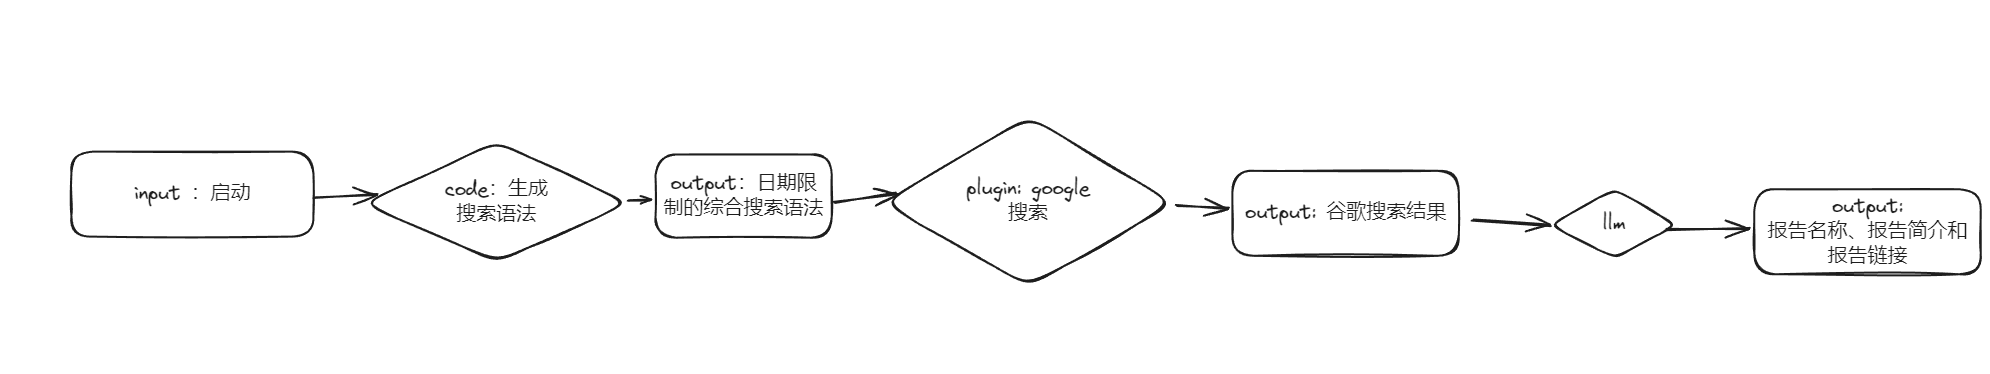 input ：启动
code：生成
搜索语法
output：日期限
制的综合搜索语法
plugin: google
搜索
output: 谷歌搜索结果
llm
output:
报告名称、报告简介和
报告链接